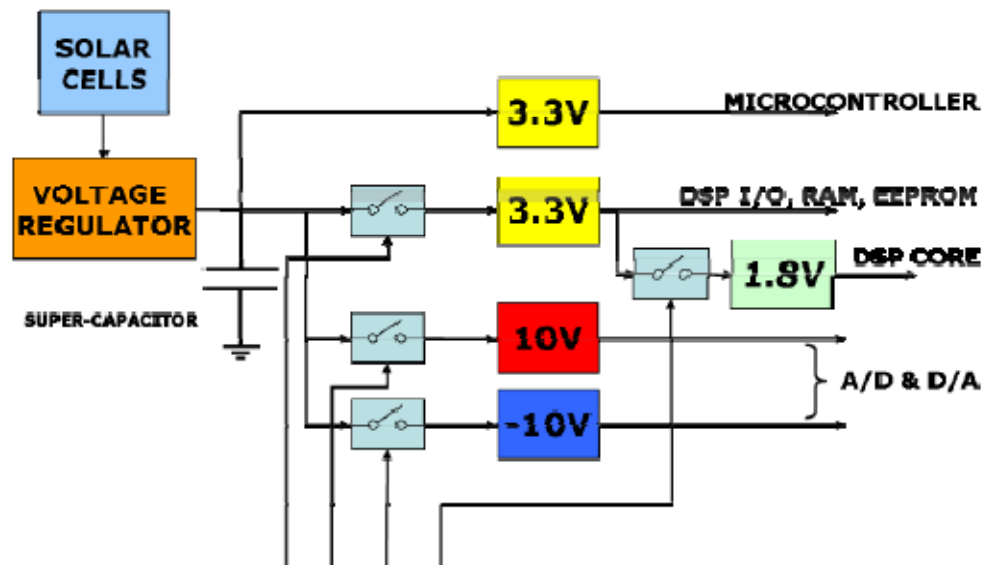 SOLAR
CELLS
3.3V
MICROCONTROLLER
VOLTAGE
REGULATOR
3.3V
DSP I/O, RAM, EEPROM
1.8V
DSP CORE
SUPER-CAPACITOR
10V
A/D & D/A
-10V